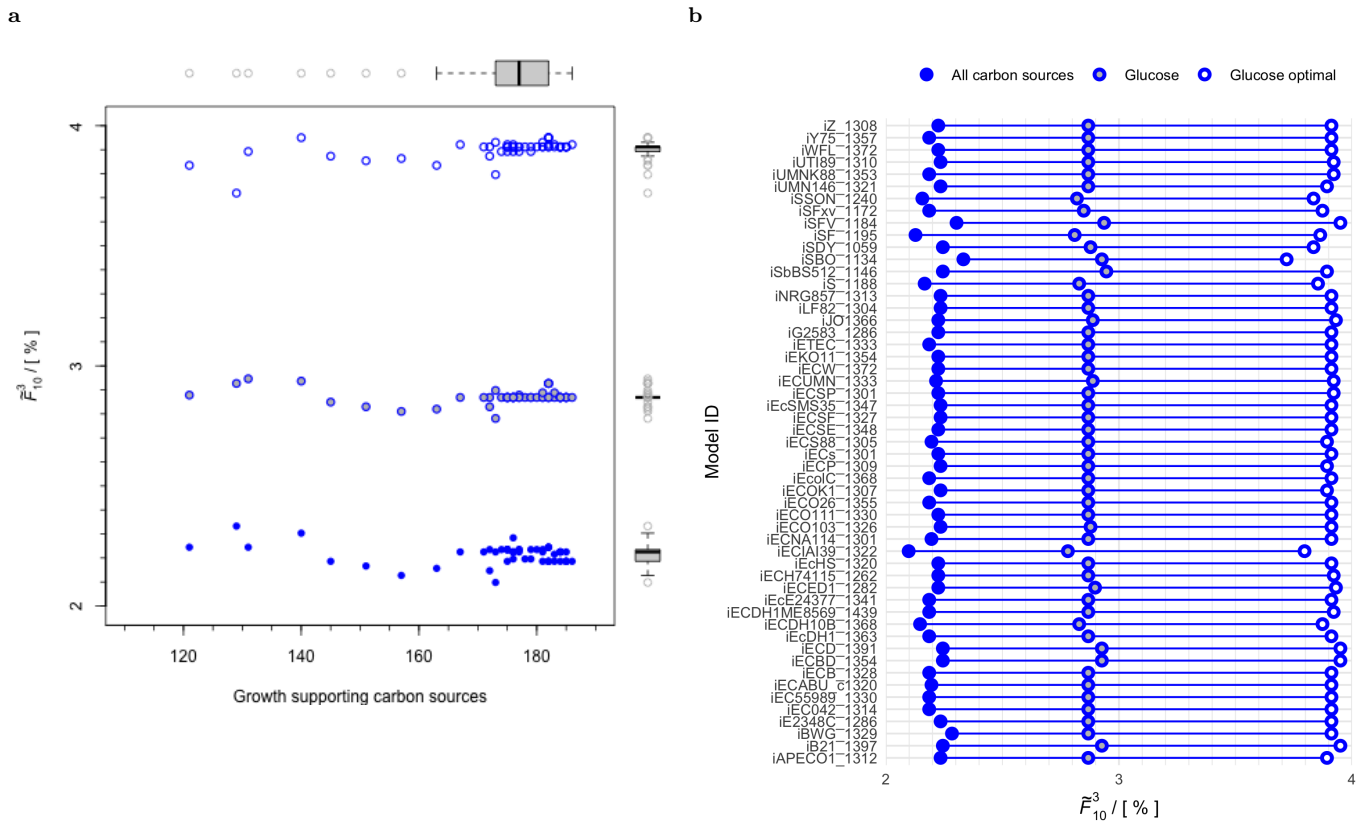 a
4
3
2
F̃³₁₀ / [ % ]
120 140 160 180
Growth supporting carbon sources
b
All carbon sources Glucose Glucose optimal
Model ID
iZ_1308
iY75_1357
iWFL_1372
iUTI89_1310
iUMNK88_1353
iUMN146_1321
iSSON_1240
iSFxv_1172
iSFV_1184
iSF_1195
iSDY_1059
iSBO_1134
iSbBS512_1146
iS_1188
iNRG857_1313
iLF82_1304
iJO1366
iG2583_1286
iETEC_1333
iEKO11_1354
iECW_1372
iECUMN_1333
iECSP_1301
iEcSMS35_1347
iECSF_1327
iECSE_1348
iECS88_1305
iECs_1301
iECP_1309
iEcolC_1368
iECOK1_1307
iECO26_1355
iECO111_1330
iECO103_1326
iECNA114_1301
iECIAI39_1322
iEcHS_1320
iECH74115_1262
iECED1_1282
iEcE24377_1341
iECDH1ME8569_1439
iECDH10B_1368
iEcDH1_1363
iECD_1391
iECBD_1354
iECB_1328
iECABU_c1320
iEC55989_1330
iEC042_1314
iE2348C_1286
iBWG_1329
iB21_1397
iAPECO1_1312
2 3 4
F̃³₁₀ / [ % ]